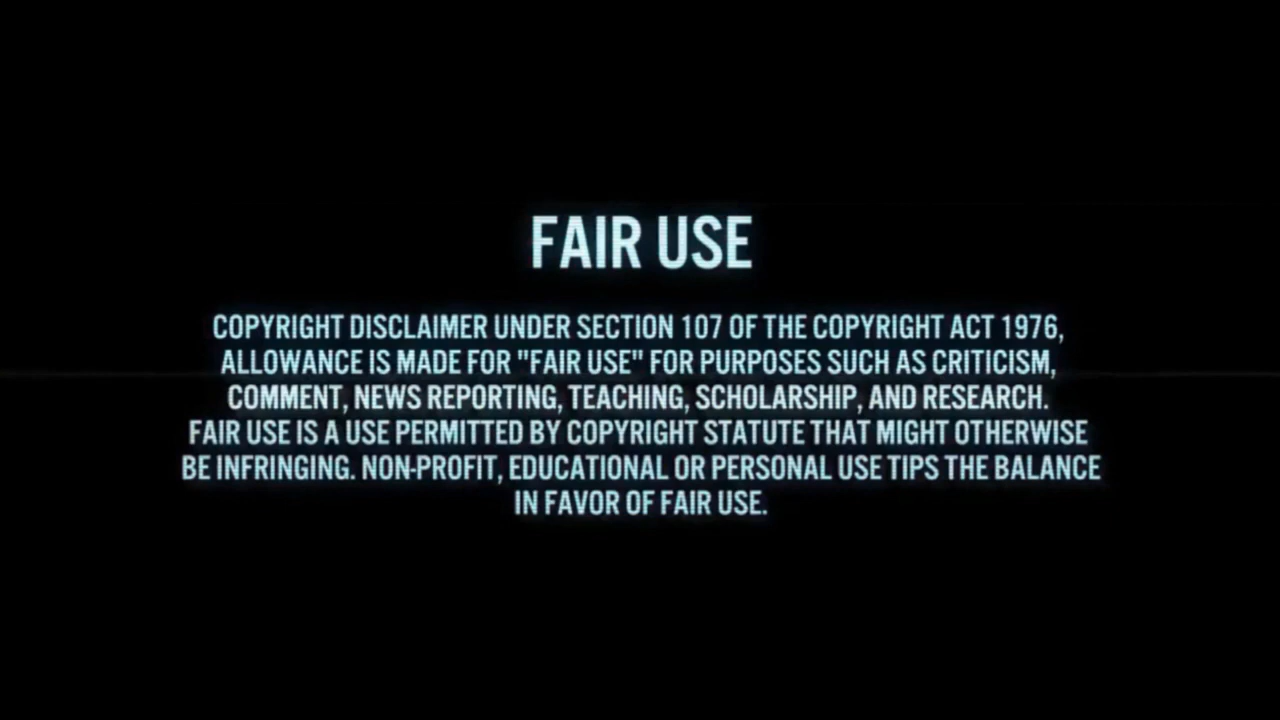 FAIR USE
COPYRIGHT DISCLAIMER UNDER SECTION 107 OF THE COPYRIGHT ACT 1976,
ALLOWANCE IS MADE FOR "FAIR USE" FOR PURPOSES SUCH AS CRITICISM,
COMMENT, NEWS REPORTING, TEACHING, SCHOLARSHIP, AND RESEARCH.
FAIR USE IS A USE PERMITTED BY COPYRIGHT STATUTE THAT MIGHT OTHERWISE
BE INFRINGING. NON-PROFIT, EDUCATIONAL OR PERSONAL USE TIPS THE BALANCE
IN FAVOR OF FAIR USE.